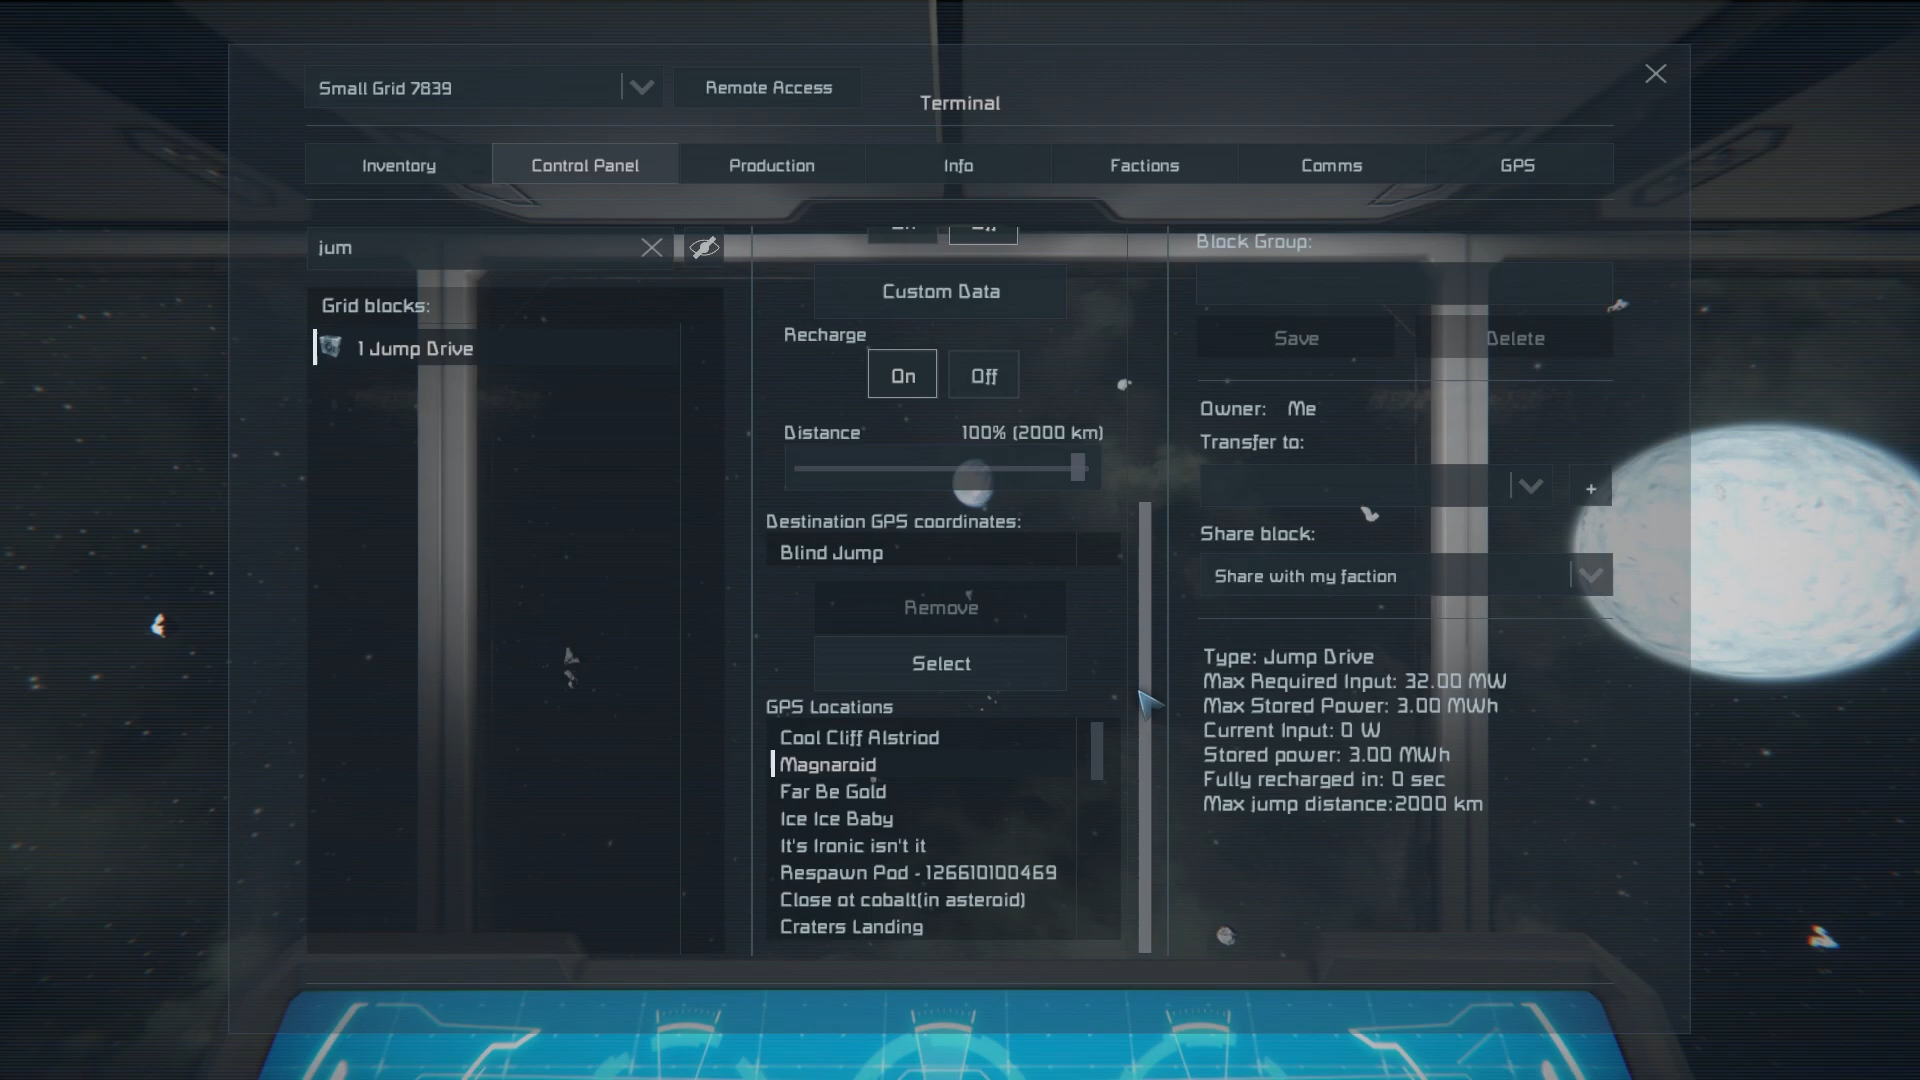 Small Grid 7839
Remote Access
Terminal
Inventory
Control Panel
Production
Info
Factions
Comms
GPS
jum
Grid blocks:
1 Jump Drive
Custom Data
Recharge
On
Off
Distance
100% (2000 km)
Destination GPS coordinates:
Blind Jump
Remove
Select
GPS Locations
Cool Cliff Alstriod
Magnaroid
Far Be Gold
Ice Ice Baby
It's Ironic isn't it
Respawn Pod - 126610100469
Close ot cobalt(in asteroid)
Craters Landing
Block Group:
Save
Delete
Owner: Me
Transfer to:
+
Share block:
Share with my faction
Type: Jump Drive
Max Required Input: 32.00 MW
Max Stored Power: 3.00 MWh
Current Input: 0 W
Stored power: 3.00 MWh
Fully recharged in: 0 sec
Max jump distance:2000 km